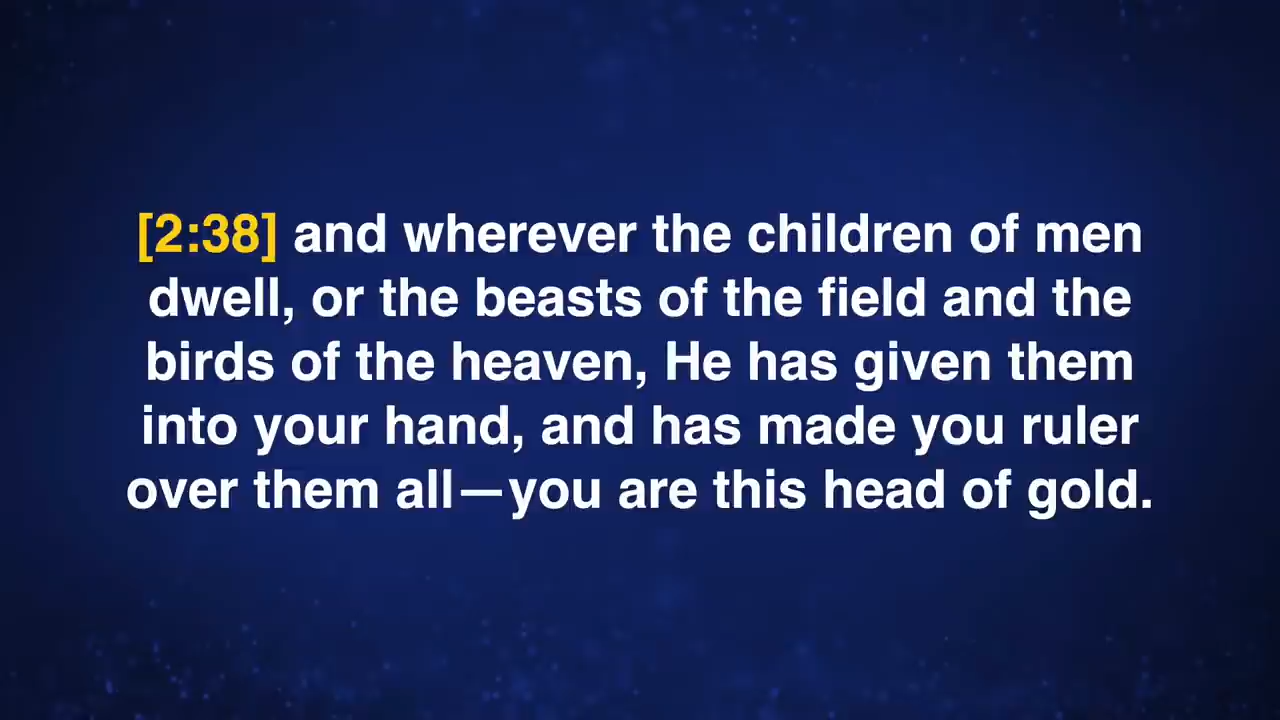 [2:38] and wherever the children of men
dwell, or the beasts of the field and the
birds of the heaven, He has given them
into your hand, and has made you ruler
over them all—you are this head of gold.